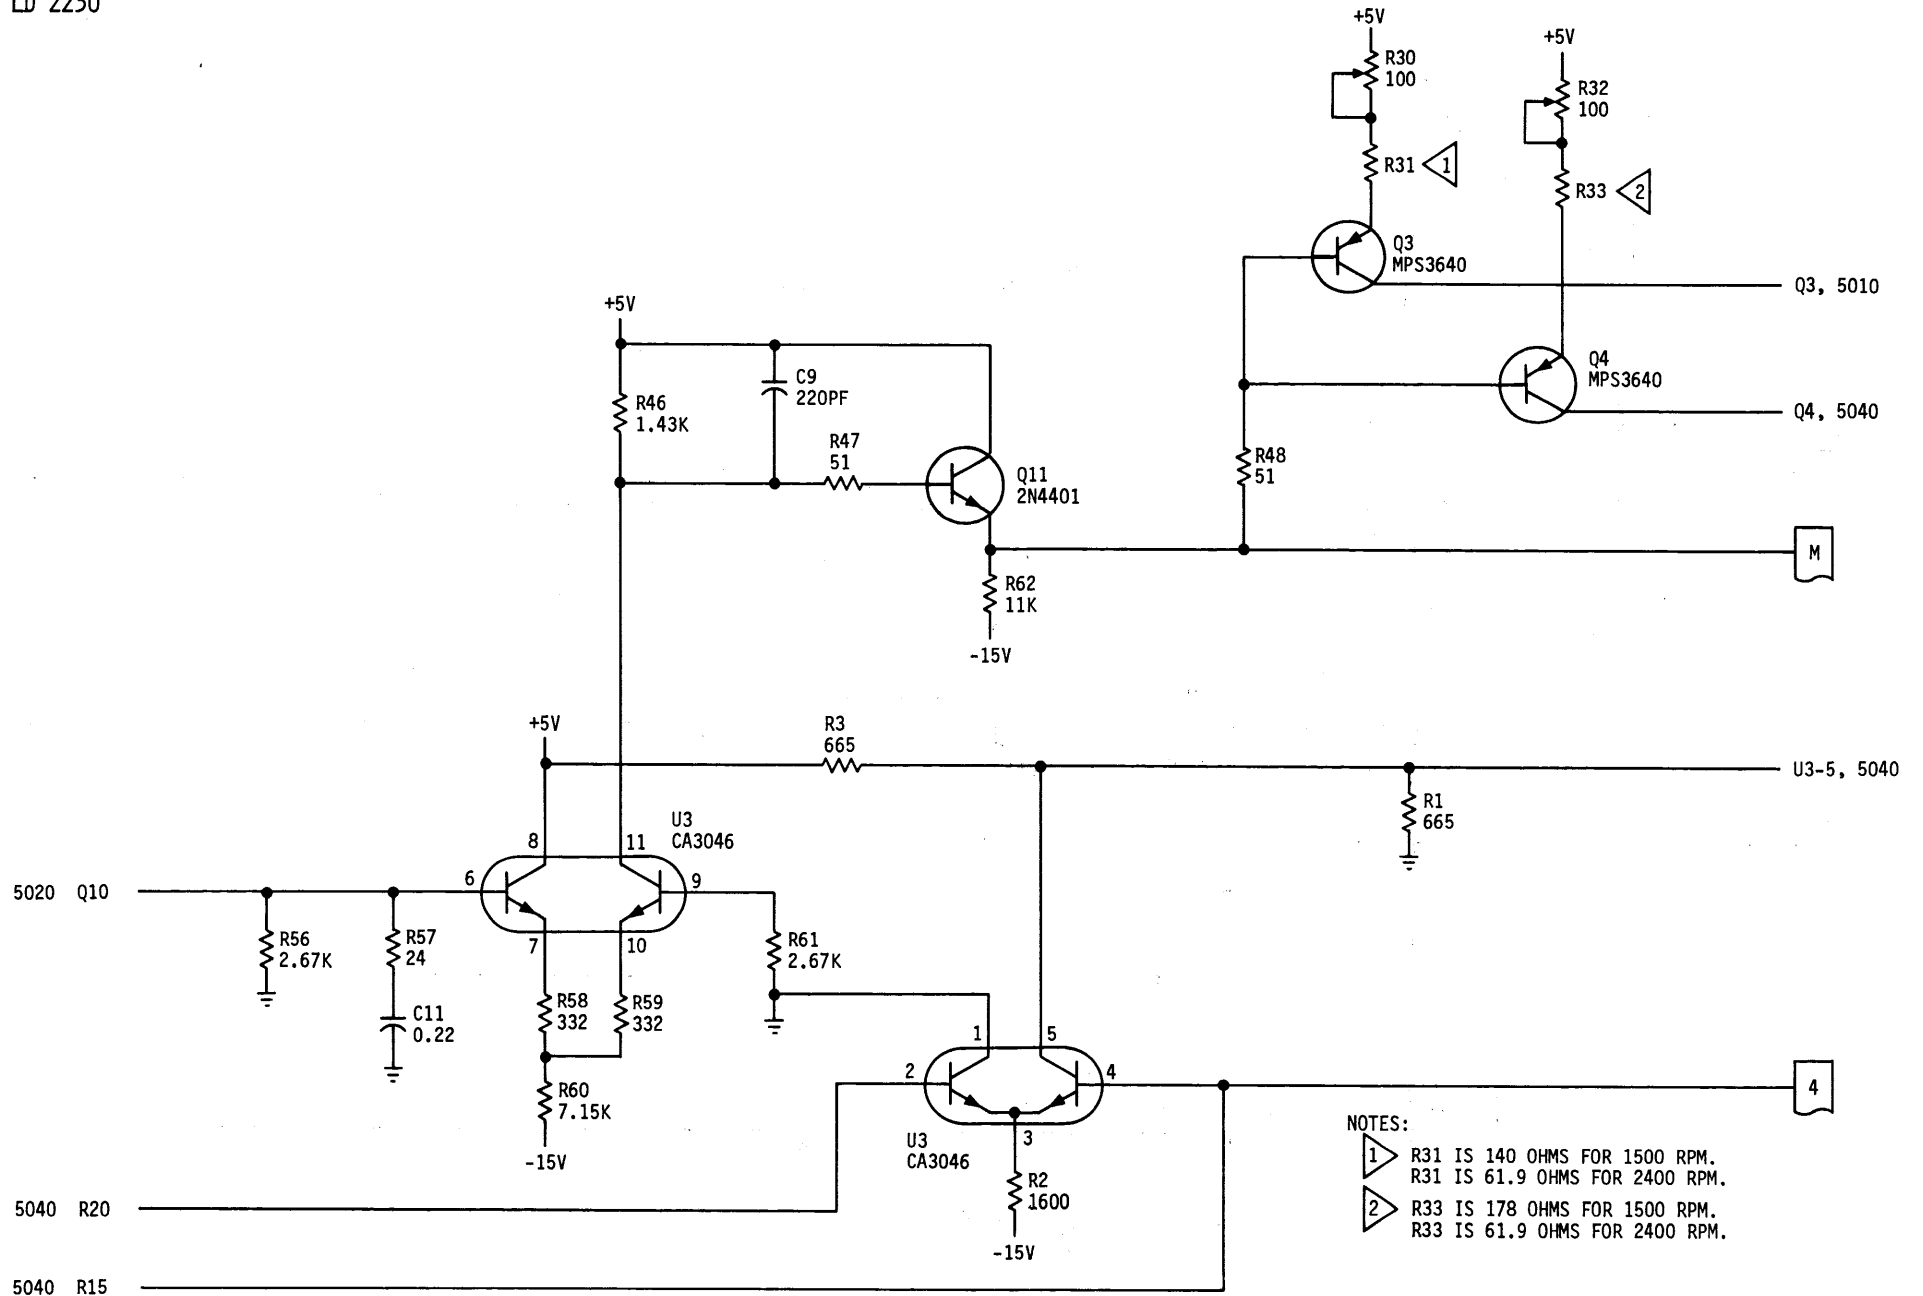 LD 2230
+5V
R30
100
R31
1
+5V
R32
100
R33
2
Q3
MPS3640
Q3, 5010
Q4
MPS3640
Q4, 5040
+5V
R46
1.43K
C9
220PF
R47
51
Q11
2N4401
R48
51
M
R62
11K
-15V
+5V
R3
665
U3-5, 5040
R1
665
U3
CA3046
8
11
5020 Q10
6
9
7
10
R56
2.67K
R57
24
C11
0.22
R58
332
R59
332
R61
2.67K
R60
7.15K
-15V
1
5
2
4
4
3
U3
CA3046
R2
1600
-15V
5040 R20
5040 R15
NOTES:
1 R31 IS 140 OHMS FOR 1500 RPM.
R31 IS 61.9 OHMS FOR 2400 RPM.
2 R33 IS 178 OHMS FOR 1500 RPM.
R33 IS 61.9 OHMS FOR 2400 RPM.